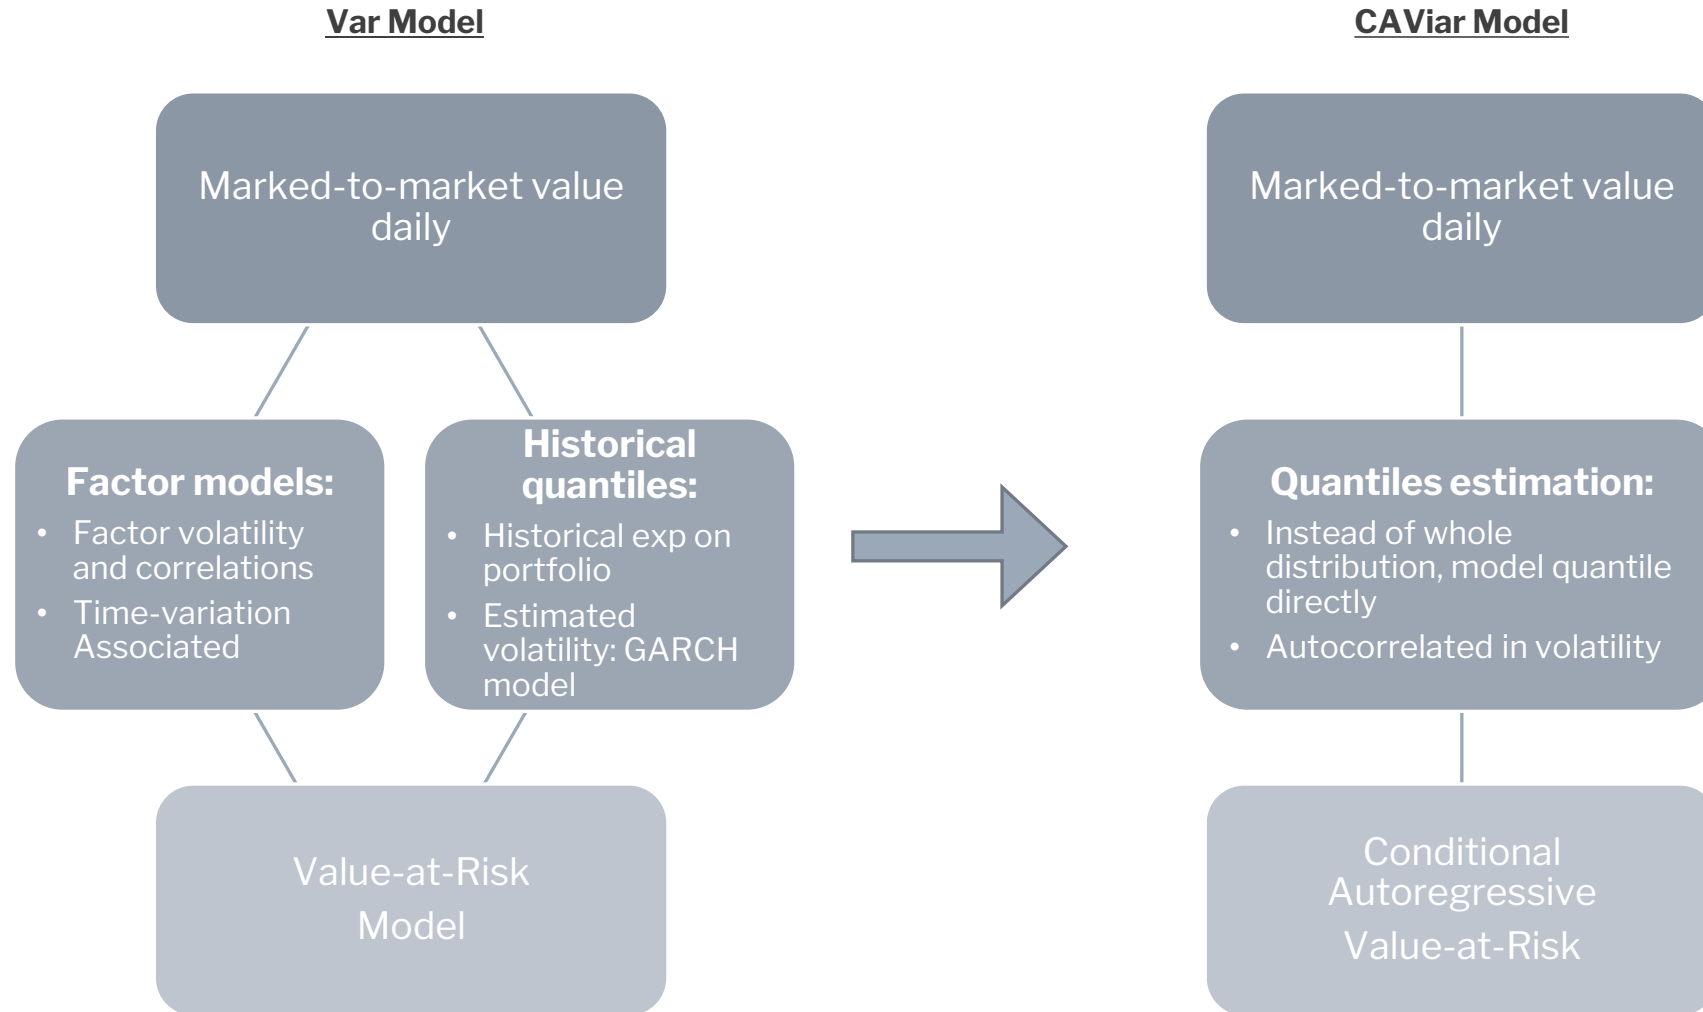 Var Model
Marked-to-market value
daily
Factor models:
• Factor volatility
and correlations
• Time-variation
Associated
Historical
quantiles:
• Historical exp on
portfolio
• Estimated
volatility: GARCH
model
Value-at-Risk
Model
CAViar Model
Marked-to-market value
daily
Quantiles estimation:
• Instead of whole
distribution, model quantile
directly
• Autocorrelated in volatility
Conditional
Autoregressive
Value-at-Risk